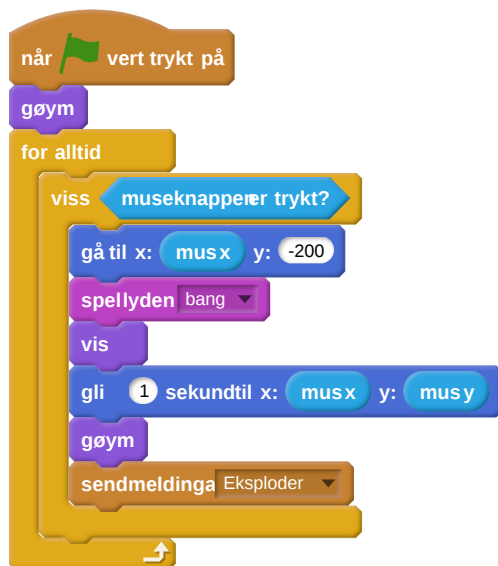 når vert trykt på
gøym
for alltid
viss museknappen er trykt?
gå til x: mus x y: -200
spel lyden bang
vis
gli 1 sekund til x: mus x y: mus y
gøym
send meldinga Eksploder